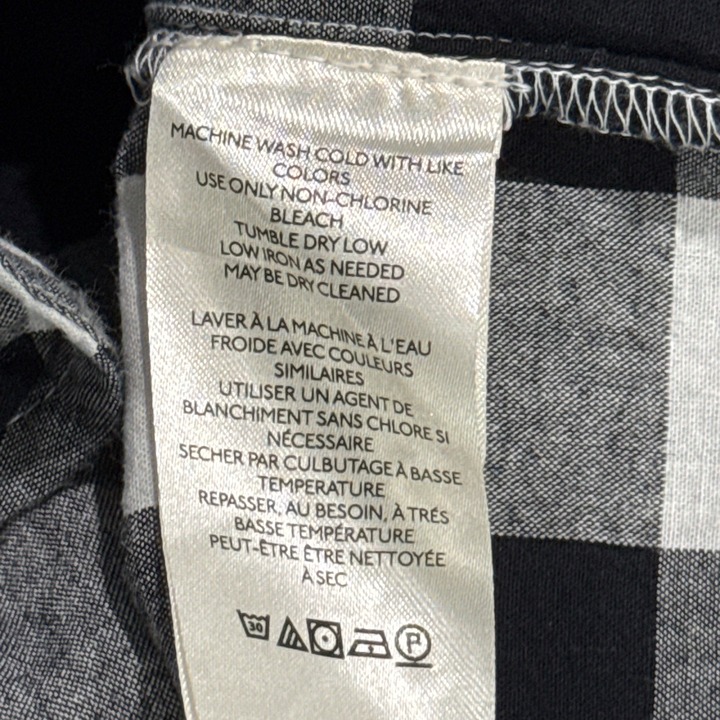 MACHINE WASH COLD WITH LIKE
COLORS
USE ONLY NON-CHLORINE
BLEACH
TUMBLE DRY LOW
LOW IRON AS NEEDED
MAY BE DRY CLEANED
LAVER À LA MACHINE À L'EAU
FROIDE AVEC COULEURS
SIMILAIRES
UTILISER UN AGENT DE
BLANCHIMENT SANS CHLORE SI
NÉCESSAIRE
SECHER PAR CULBUTAGE À BASSE
TEMPERATURE
REPASSER, AU BESOIN, À TRÉS
BASSE TEMPÉRATURE
PEUT-ÊTRE ÊTRE NETTOYÉE
À SEC
30 P